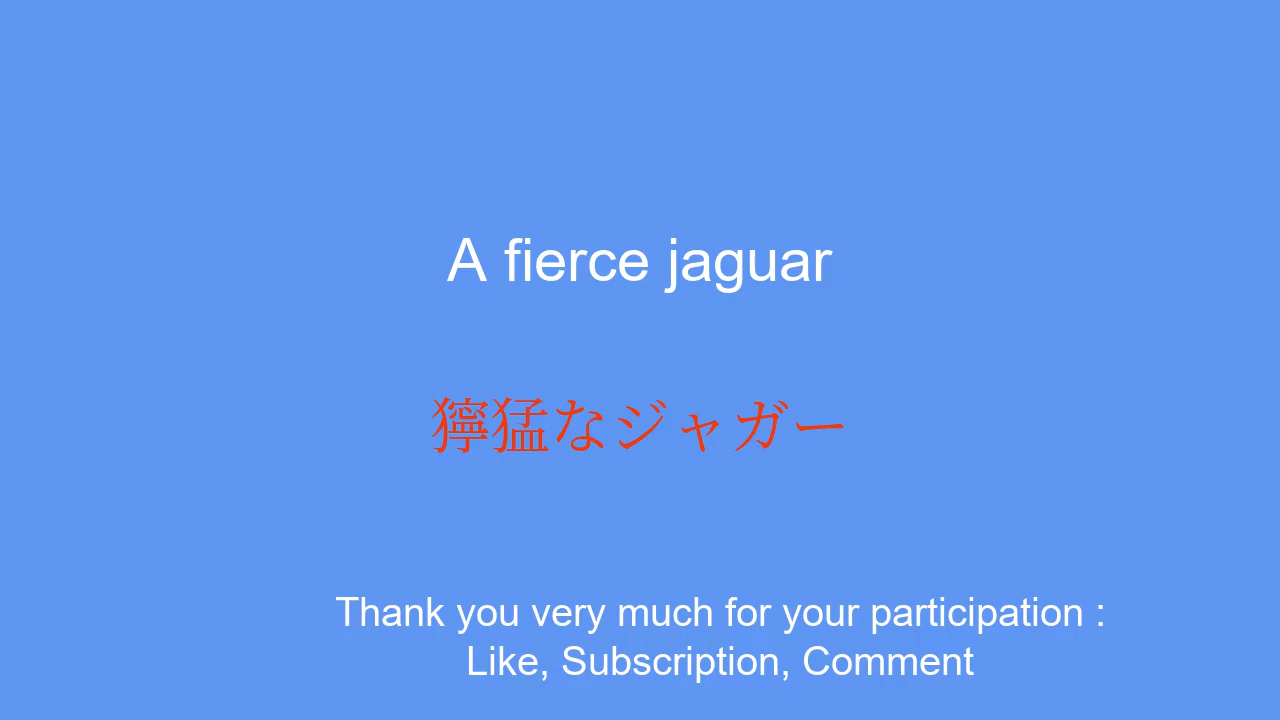 A fierce jaguar
獰猛なジャガー
Thank you very much for your participation :
Like, Subscription, Comment